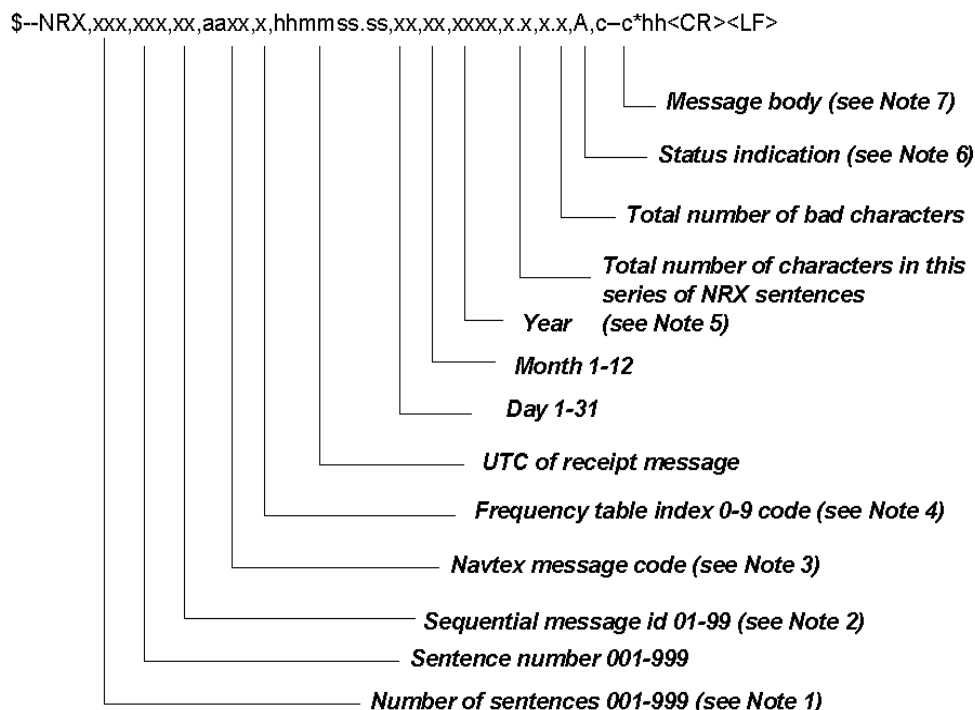 $--NRX,xxx,xxx,xx,aaxx,x,hhmmss.ss,xx,xx,xxxx,x.x,x.x,A,c--c*hh<CR><LF>
Message body (see Note 7)
Status indication (see Note 6)
Total number of bad characters
Total number of characters in this
series of NRX sentences
(see Note 5)
Year
Month 1-12
Day 1-31
UTC of receipt message
Frequency table index 0-9 code (see Note 4)
Navtex message code (see Note 3)
Sequential message id 01-99 (see Note 2)
Sentence number 001-999
Number of sentences 001-999 (see Note 1)